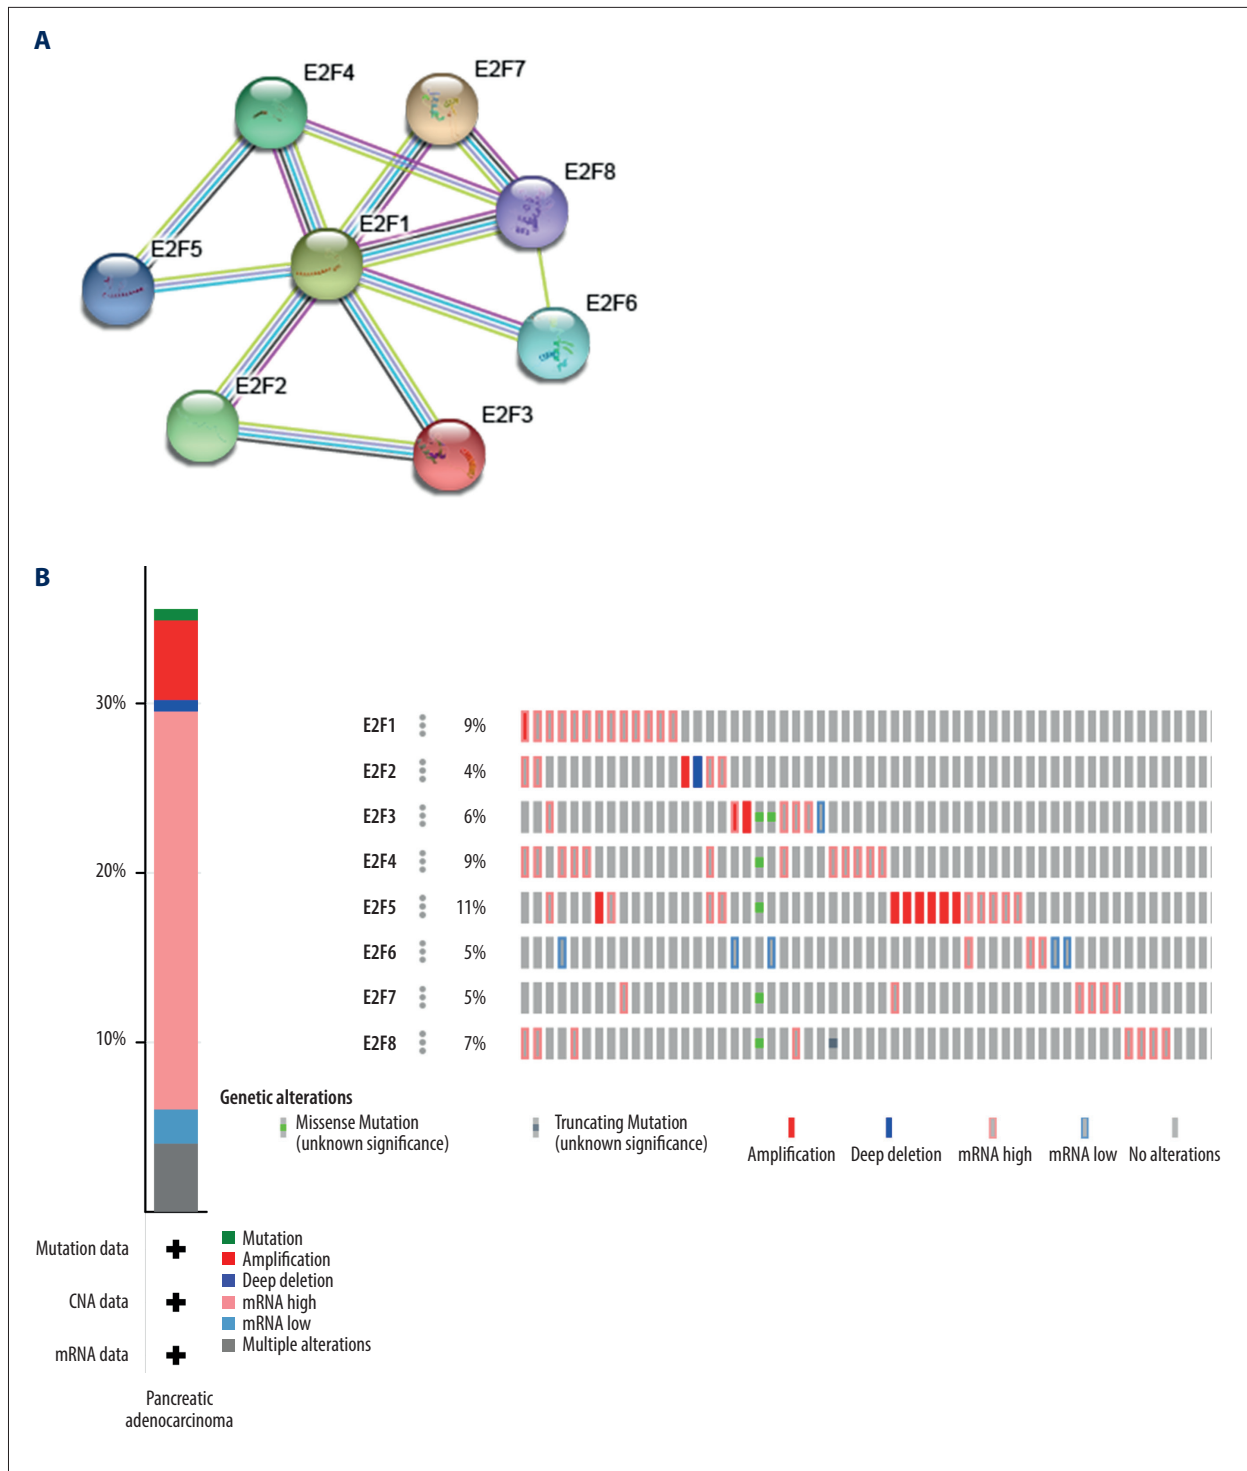 A
E2F4
E2F7
E2F8
E2F1
E2F5
E2F6
E2F2
E2F3
B
30%
20%
10%
E2F1 9%
E2F2 4%
E2F3 6%
E2F4 9%
E2F5 11%
E2F6 5%
E2F7 5%
E2F8 7%
Genetic alterations
Missense Mutation
(unknown significance)
Truncating Mutation
(unknown significance)
Amplification
Deep deletion
mRNA high
mRNA low
No alterations
Mutation data
CNA data
mRNA data
Mutation
Amplification
Deep deletion
mRNA high
mRNA low
Multiple alterations
Pancreatic
adenocarcinoma